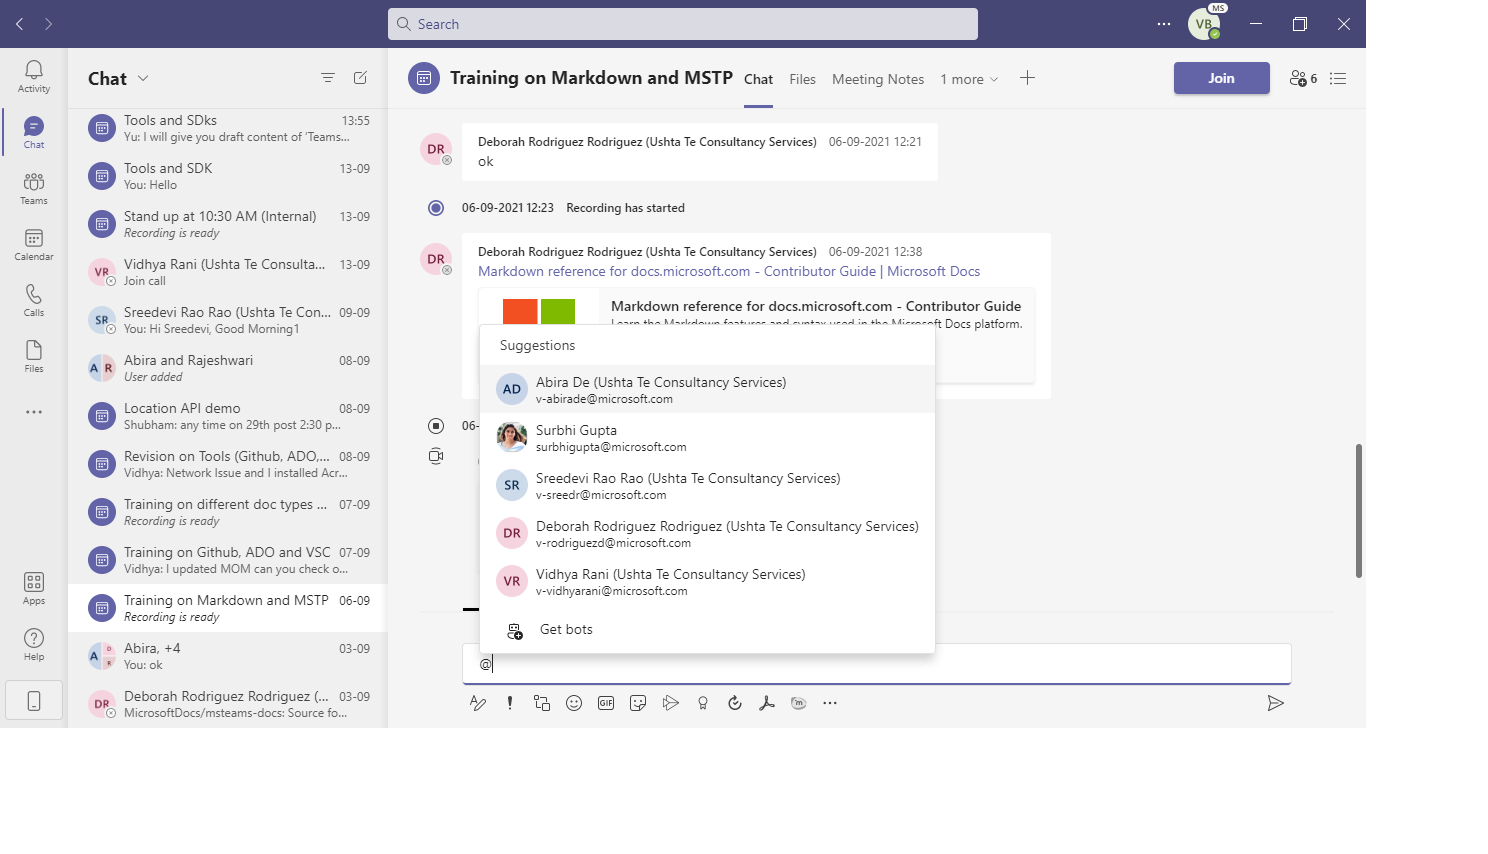 Search
VB
MS
Activity
Chat
Teams
Calendar
Calls
Files
Apps
Help
Chat
Tools and SDks 13:55
Yu: I will give you draft content of 'Teams...
Tools and SDK 13-09
You: Hello
Stand up at 10:30 AM (Internal) 13-09
Recording is ready
VR
Vidhya Rani (Ushta Te Consulta... 13-09
Join call
SR
Sreedevi Rao Rao (Ushta Te Con... 09-09
You: Hi Sreedevi, Good Morning1
A R
Abira and Rajeshwari 08-09
User added
Location API demo 08-09
Shubham: any time on 29th post 2:30 p...
Revision on Tools (Github, ADO,... 08-09
Vidhya: Network Issue and I installed Acr...
Training on different doc types ... 07-09
Recording is ready
Training on Github, ADO and VSC 07-09
Vidhya: I updated MOM can you check o...
Training on Markdown and MSTP 06-09
Recording is ready
A D R
Abira, +4 03-09
You: ok
DR
Deborah Rodriguez Rodriguez (... 03-09
MicrosoftDocs/msteams-docs: Source fo...
Training on Markdown and MSTP Chat Files Meeting Notes 1 more
Join
6
DR
Deborah Rodriguez Rodriguez (Ushta Te Consultancy Services) 06-09-2021 12:21
ok
06-09-2021 12:23 Recording has started
DR
Deborah Rodriguez Rodriguez (Ushta Te Consultancy Services) 06-09-2021 12:38
Markdown reference for docs.microsoft.com - Contributor Guide | Microsoft Docs
Markdown reference for docs.microsoft.com - Contributor Guide
Learn the Markdown features and syntax used in the Microsoft Docs platform.
06-
Suggestions
AD
Abira De (Ushta Te Consultancy Services)
v-abirade@microsoft.com
Surbhi Gupta
surbhigupta@microsoft.com
SR
Sreedevi Rao Rao (Ushta Te Consultancy Services)
v-sreedr@microsoft.com
DR
Deborah Rodriguez Rodriguez (Ushta Te Consultancy Services)
v-rodriguezd@microsoft.com
VR
Vidhya Rani (Ushta Te Consultancy Services)
v-vidhyarani@microsoft.com
Get bots
@
GIF